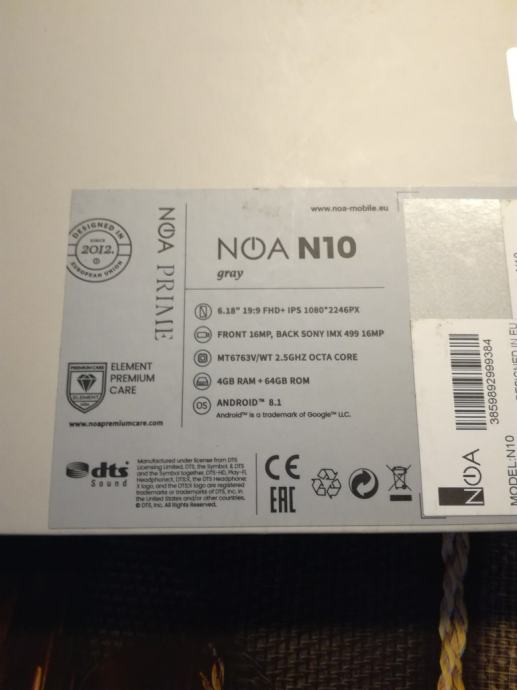 www.noa-mobile.eu
DESIGNED IN
SINCE
2012.
EUROPEAN UNION
NOA PRIME
NOA N10
gray
6.18" 19:9 FHD+ IPS 1080*2246PX
FRONT 16MP, BACK SONY IMX 499 16MP
MT6763V/WT 2.5GHZ OCTA CORE
4GB RAM + 64GB ROM
OS ANDROID™ 8.1
Android™ is a trademark of Google™ LLC.
PREMIUM CARE
ELEMENT
ELEMENT
PREMIUM
CARE
www.noapremiumcare.com
dts
Sound
Manufactured under license from DTS
Licensing Limited, DTS, the Symbol, & DTS
and the Symbol together, DTS-HD, Play-Fi,
Headphone:X, DTS:X, the DTS Headphone:
X logo, and the DTS:X logo are registered
trademarks or trademarks of DTS, Inc. in
the United States and/or other countries.
© DTS, Inc. All Rights Reserved.
CE
EAC
3859892999384
NOA
MODEL:N10
DESIGNED IN EU